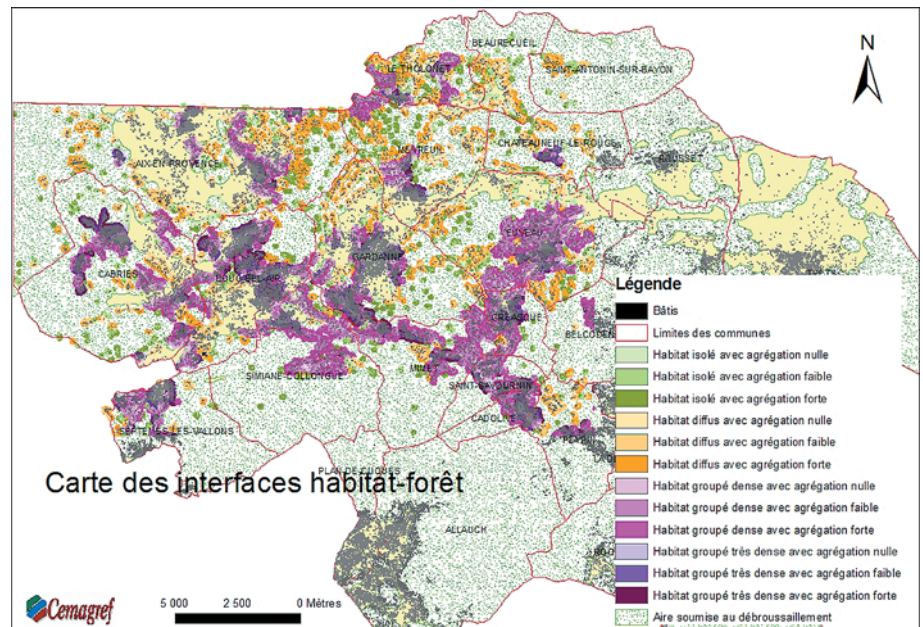 BEAURECUEIL
N
LE THOLONET
SAINT-ANTONIN-SUR-BAYON
CHATEAUNEUF-LE-ROUGE
MEYREUIL
ROUSSET
AIX-EN-PROVENCE
FUVEAU
GARDANNE
CABRIES
BOUC-BEL-AIR
GREASQUE
BELCODEN
MIMET
SIMIANE-COLLONGUE
SAINT-SAVOURNIN
CADOLIVE
SEPTEMES-LES-VALLONS
PEYPIN
PLAN-DE-CUQUES
ALLAUCH
Légende
Bâtis
Limites des communes
Habitat isolé avec agrégation nulle
Habitat isolé avec agrégation faible
Habitat isolé avec agrégation forte
Habitat diffus avec agrégation nulle
Habitat diffus avec agrégation faible
Habitat diffus avec agrégation forte
Habitat groupé dense avec agrégation nulle
Habitat groupé dense avec agrégation faible
Habitat groupé dense avec agrégation forte
Habitat groupé très dense avec agrégation nulle
Habitat groupé très dense avec agrégation faible
Habitat groupé très dense avec agrégation forte
Aire soumise au débroussaillement
Carte des interfaces habitat-forêt
Cemagref
5 000 2 500 0 Mètres